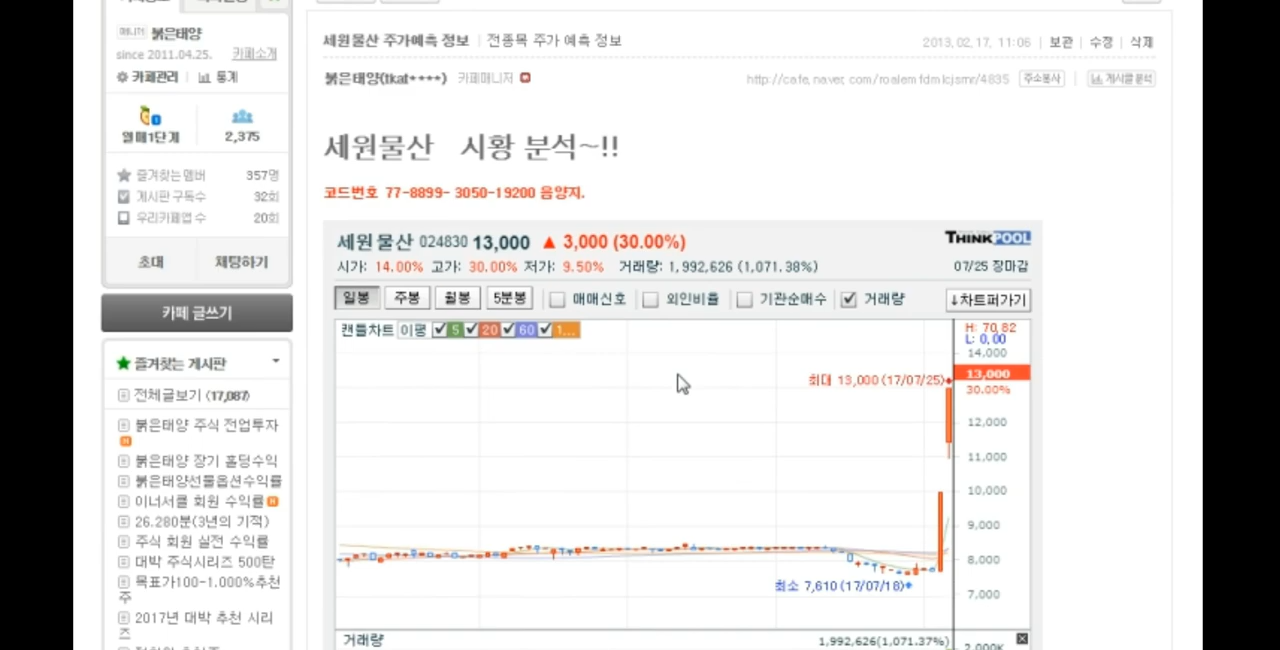 매니저 붉은태양
since 2011.04.25. 카페소개
카페관리 통계
열매1단계 2,375
즐겨찾는 멤버 357명
게시판 구독수 32회
우리카페앱 수 20회
초대 채팅하기
카페 글쓰기
즐겨찾는 게시판
전체글보기 (17,087)
붉은태양 주식 전업투자
붉은태양 장기 홀딩수익
붉은태양선물옵션수익률
이너서클 회원 수익률
26.280분(3년의 기적)
주식 회원 실전 수익률
대박 주식시리즈 500탄
목표가100-1.000%추천
주
2017년 대박 추천 시리
즈
세원물산 주가예측 정보 | 전종목 주가 예측 정보
2013.02.17. 11:06 | 보관 | 수정 | 삭제
붉은태양(tkat****) 카페매니저
주소복사 | 게시글 분석
세원물산 시황 분석~!!
코드번호 77-8899- 3050-19200 음양지.
세원물산 024830 13,000 ▲ 3,000 (30.00%)
THINKPOOL
시가: 14.00% 고가: 30.00% 저가: 9.50% 거래량: 1,992,626 (1,071.38%)
07/25 장마감
일봉 주봉 월봉 5분봉 매매신호 외인비율 기관순매수 거래량 ↓차트퍼가기
캔들차트 이평 5 20 60 1...
H: 70,82
L: 0,00
14,000
최대 13,000 (17/07/25)
13,000
30.00%
12,000
11,000
10,000
9,000
8,000
최소 7,610 (17/07/18)
7,000
거래량
1,992,626(1,071.37%)
2,000K